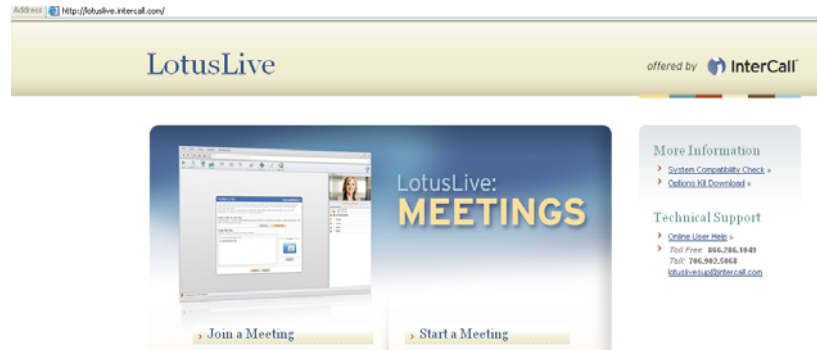 Address http://lotuslive.intercall.com/
LotusLive
offered by InterCall
LotusLive:
MEETINGS
› Join a Meeting
› Start a Meeting
More Information
› System Compatibility Check »
› Options Kit Download »
Technical Support
› Online User Help »
› Toll Free: 866.286.1049
Toll: 706.902.5068
lotuslivesup@intercall.com